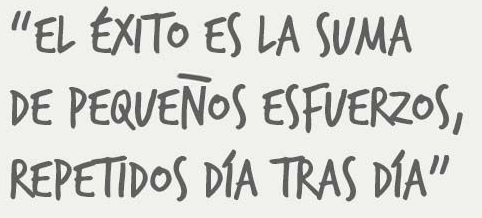 “EL ÉXITO ES LA SUMA
DE PEQUEÑOS ESFUERZOS,
REPETIDOS DÍA TRAS DÍA”